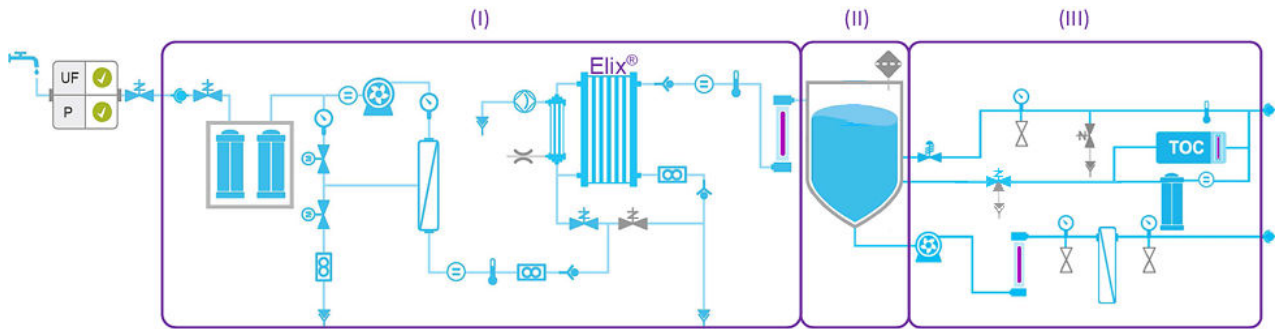 (I)
(II)
(III)
Elix®
UF
P
TOC